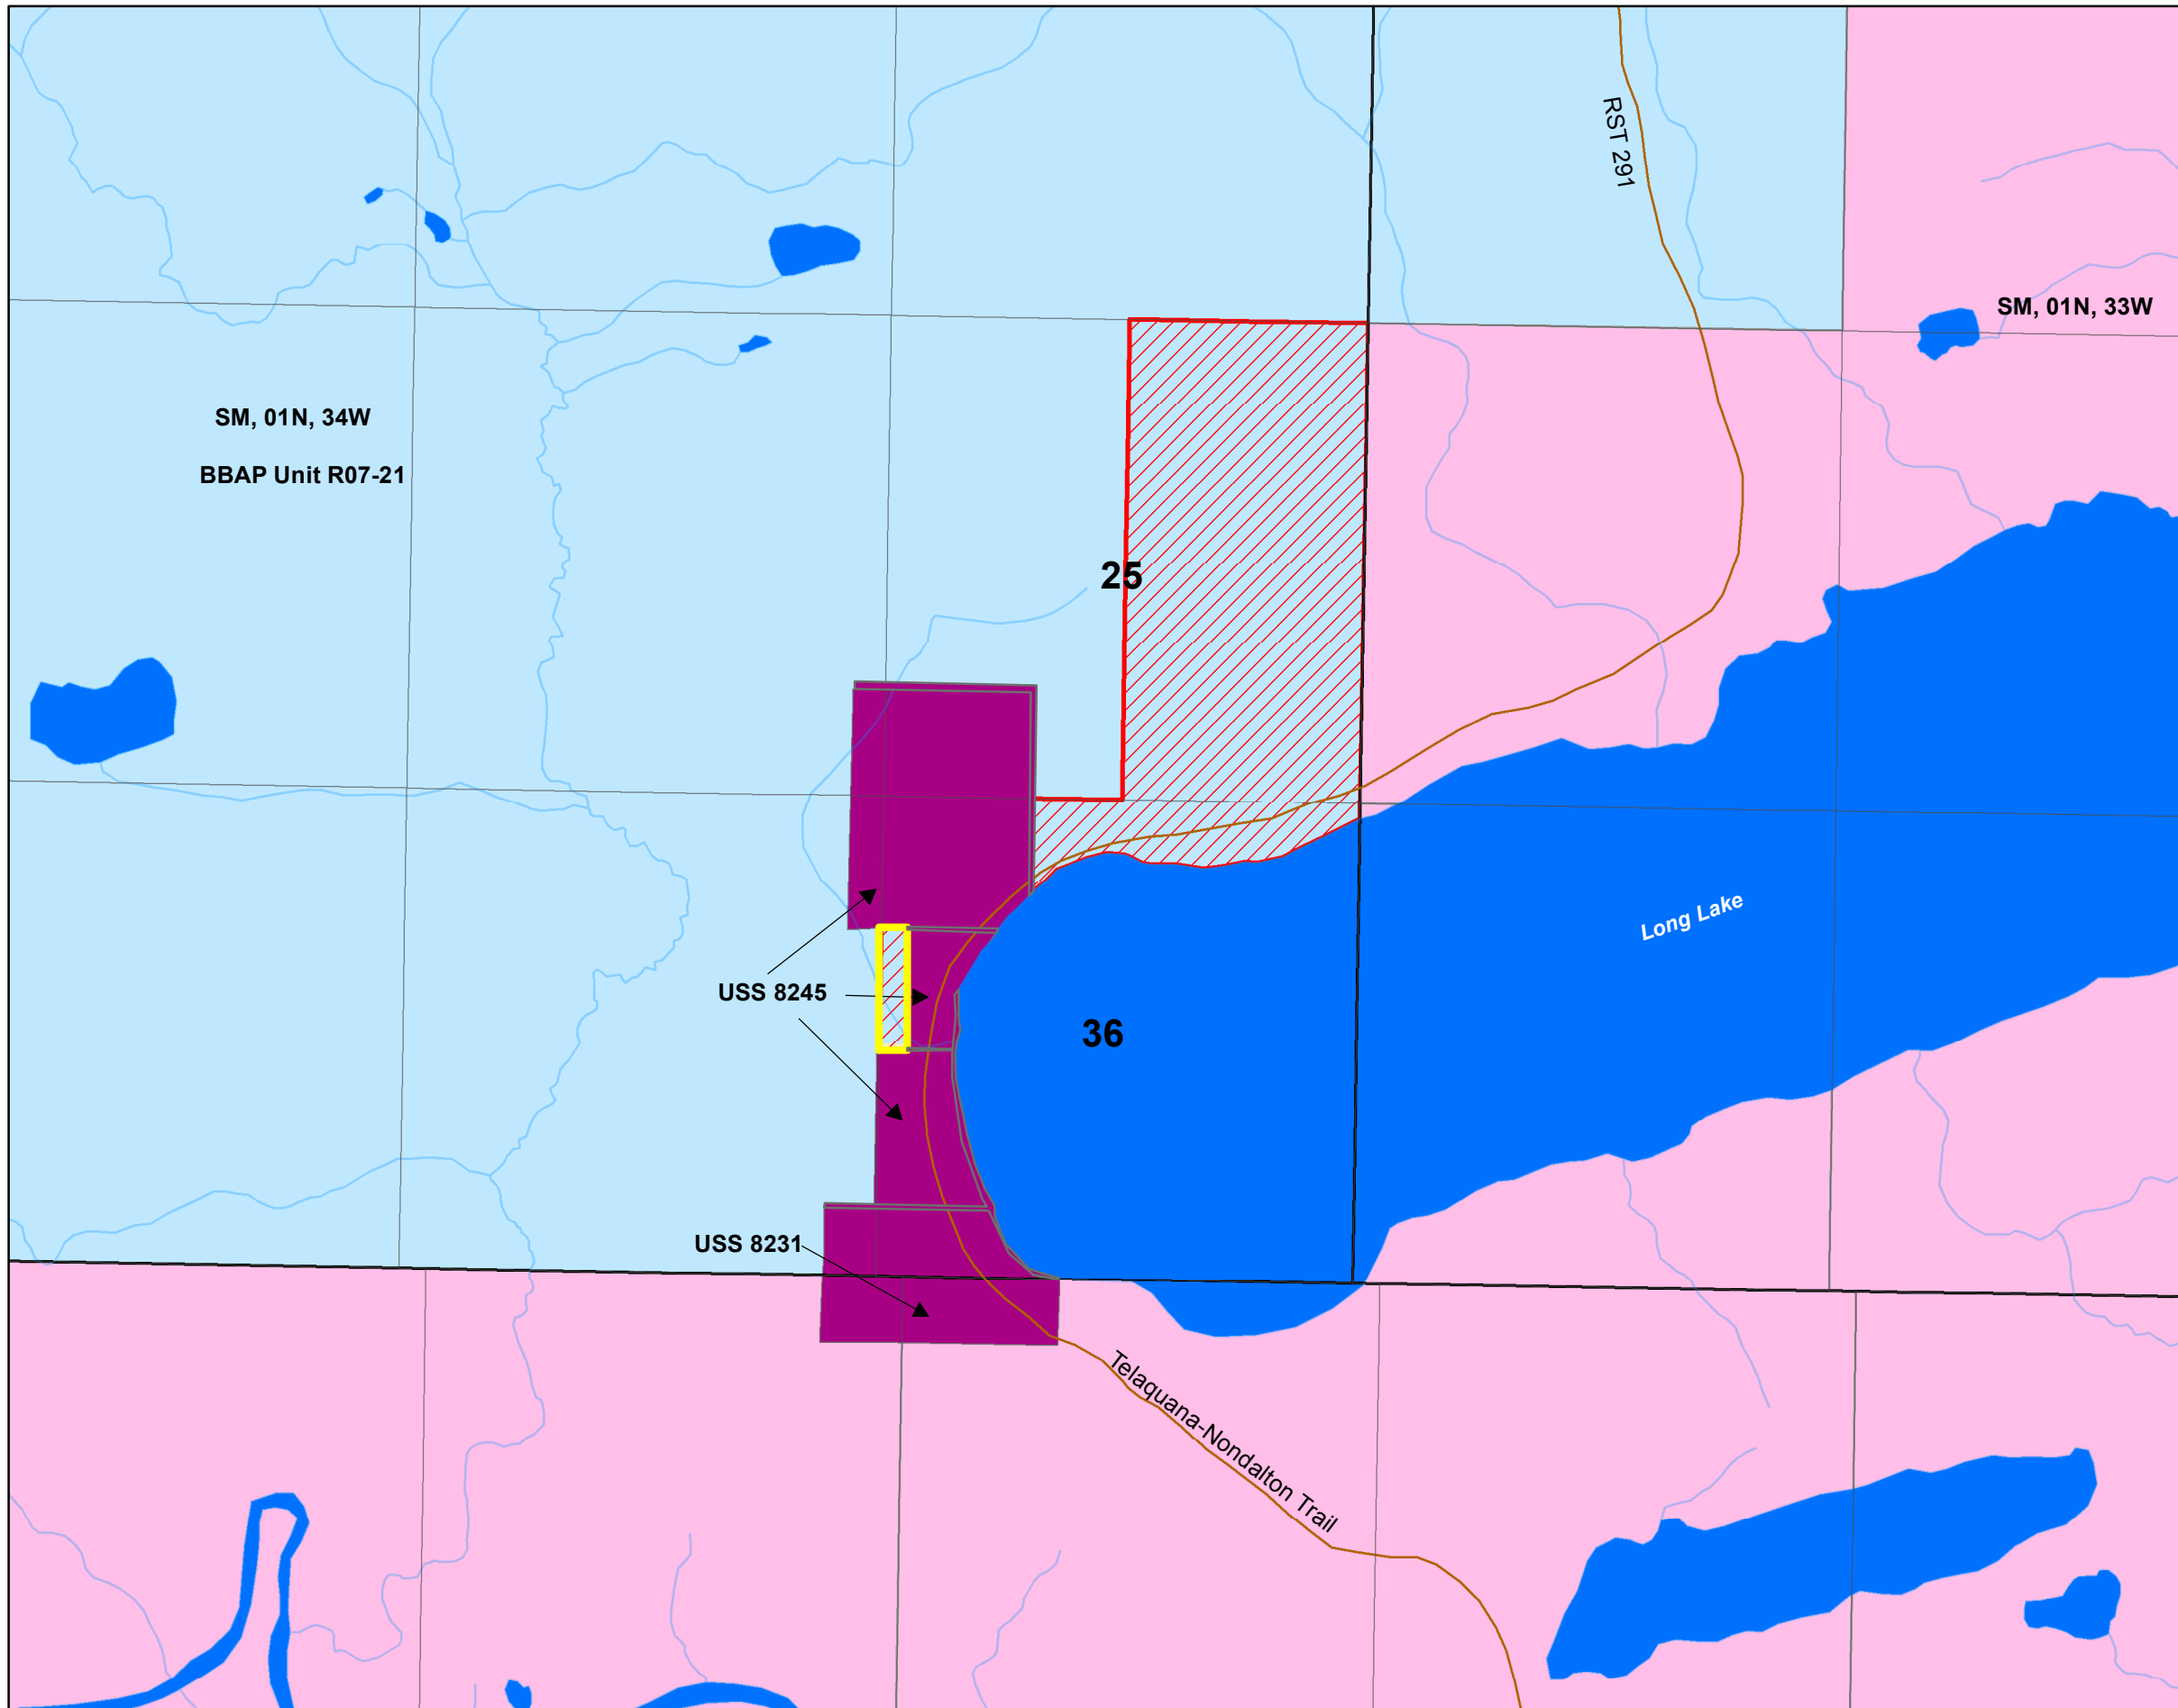 RST 291
SM, 01N, 33W
SM, 01N, 34W
BBAP Unit R07-21
25
Long Lake
USS 8245
36
USS 8231
Telaquana-Nondalton Trail